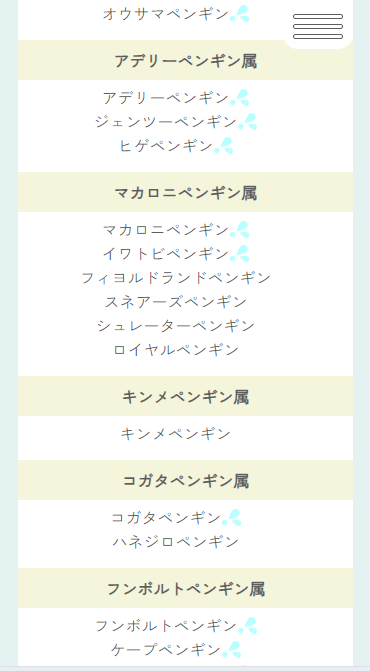 オウサマペンギン
アデリーペンギン属
アデリーペンギン
ジェンツーペンギン
ヒゲペンギン
マカロニペンギン属
マカロニペンギン
イワトビペンギン
フィヨルドランドペンギン
スネアーズペンギン
シュレーターペンギン
ロイヤルペンギン
キンメペンギン属
キンメペンギン
コガタペンギン属
コガタペンギン
ハネジロペンギン
フンボルトペンギン属
フンボルトペンギン
ケープペンギン